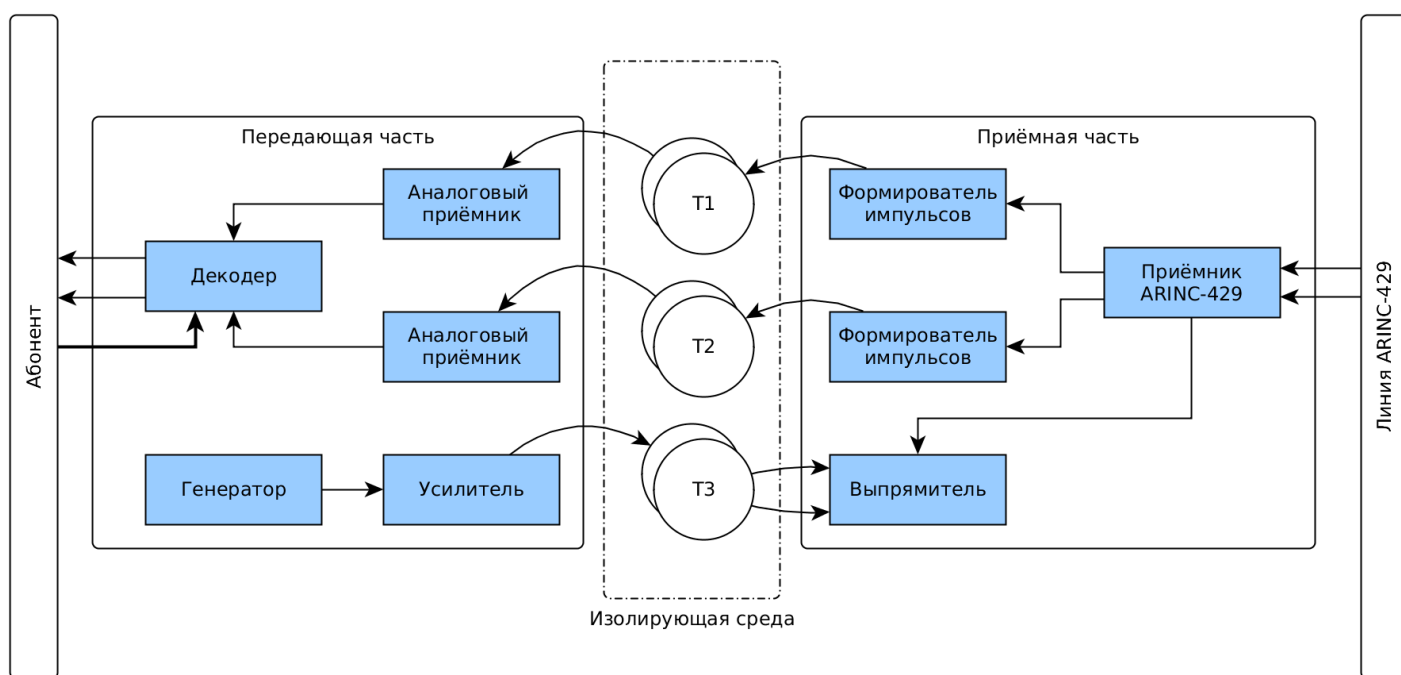 Передающая часть
Приёмная часть
Аналоговый
приёмник
T1
Формирователь
импульсов
Декодер
Приёмник
ARINC-429
Аналоговый
приёмник
T2
Формирователь
импульсов
Абонент
Линия ARINC-429
Генератор
Усилитель
T3
Выпрямитель
Изолирующая среда